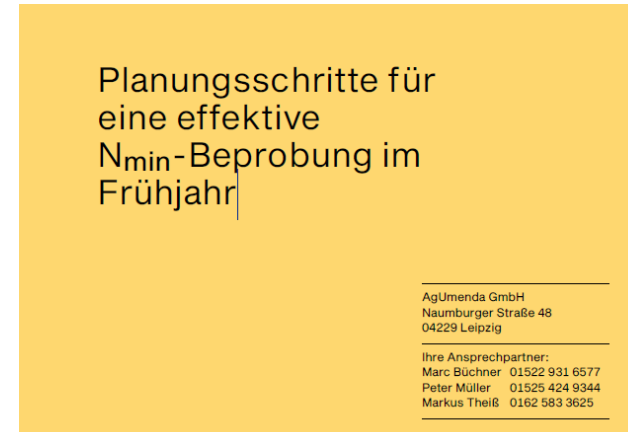 Planungsschritte für
eine effektive
Nmin-Beprobung im
Frühjahr
AgUmenda GmbH
Naumburger Straße 48
04229 Leipzig
Ihre Ansprechpartner:
Marc Büchner 01522 931 6577
Peter Müller 01525 424 9344
Markus Theiß 0162 583 3625